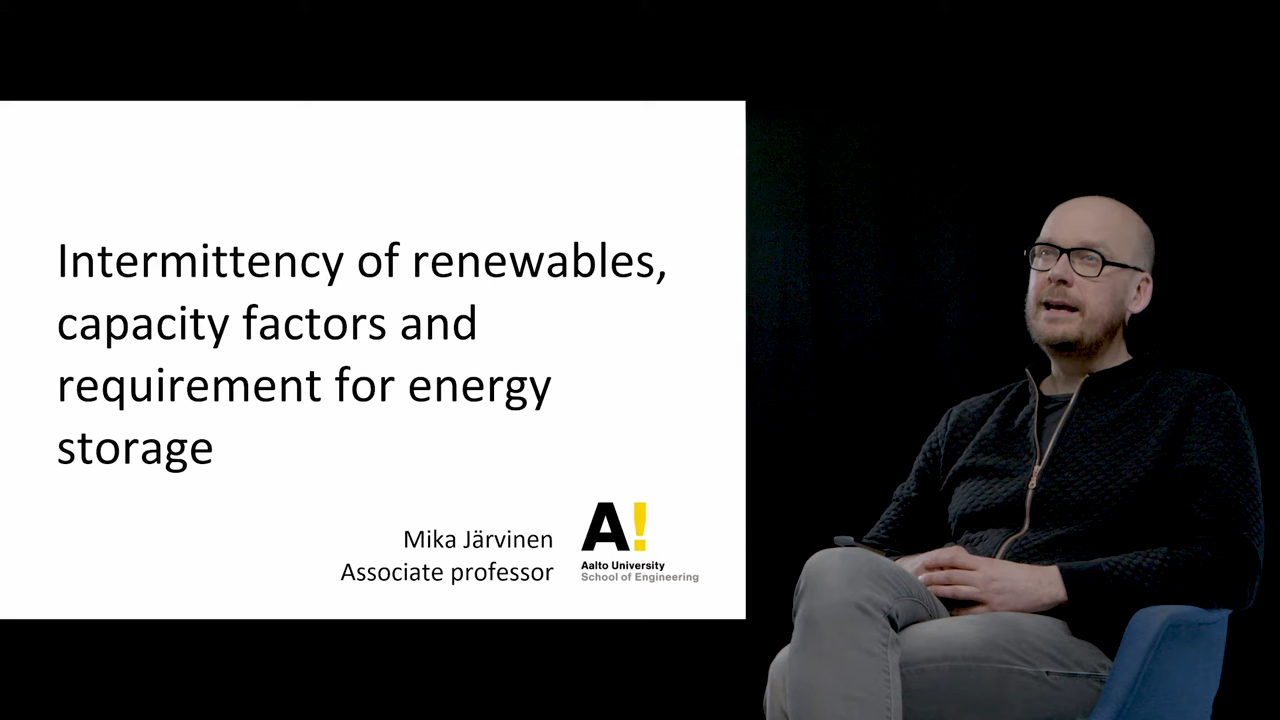 Intermittency of renewables,
capacity factors and
requirement for energy
storage
Mika Järvinen
Associate professor
A!
Aalto University
School of Engineering